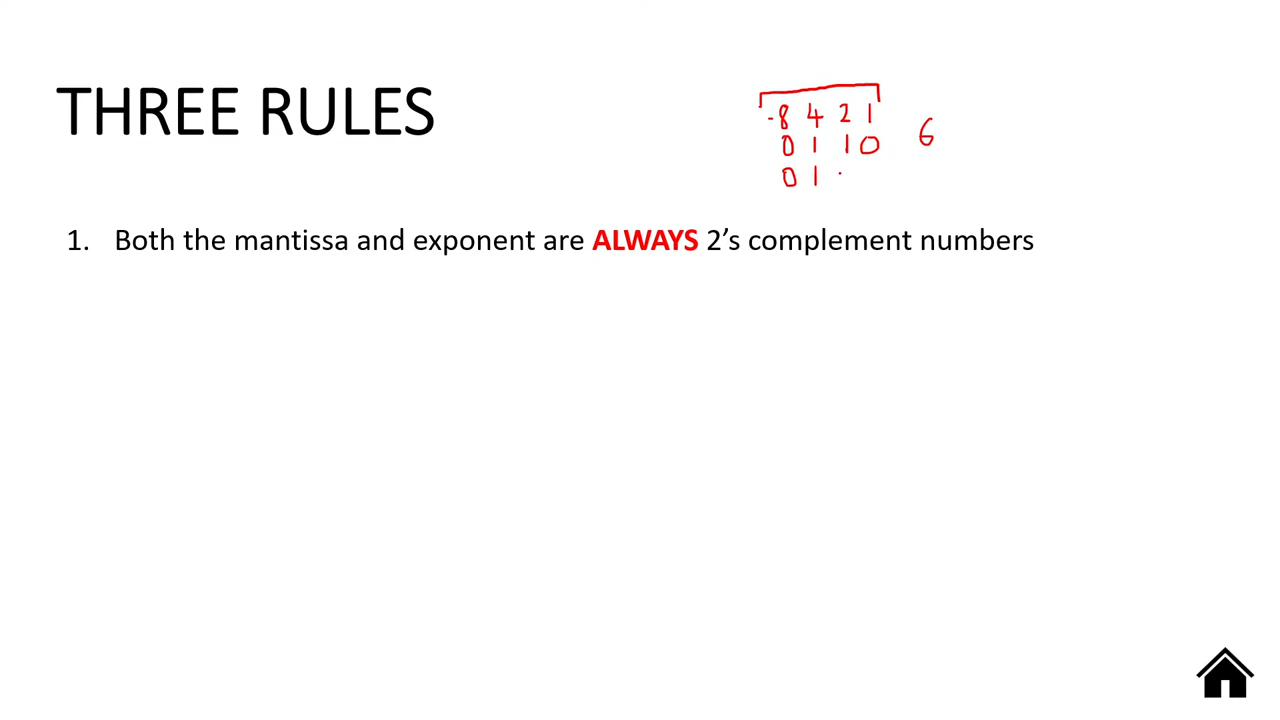 THREE RULES
-8 4 2 1
0 1 1 0 6
0 1
1. Both the mantissa and exponent are ALWAYS 2’s complement numbers